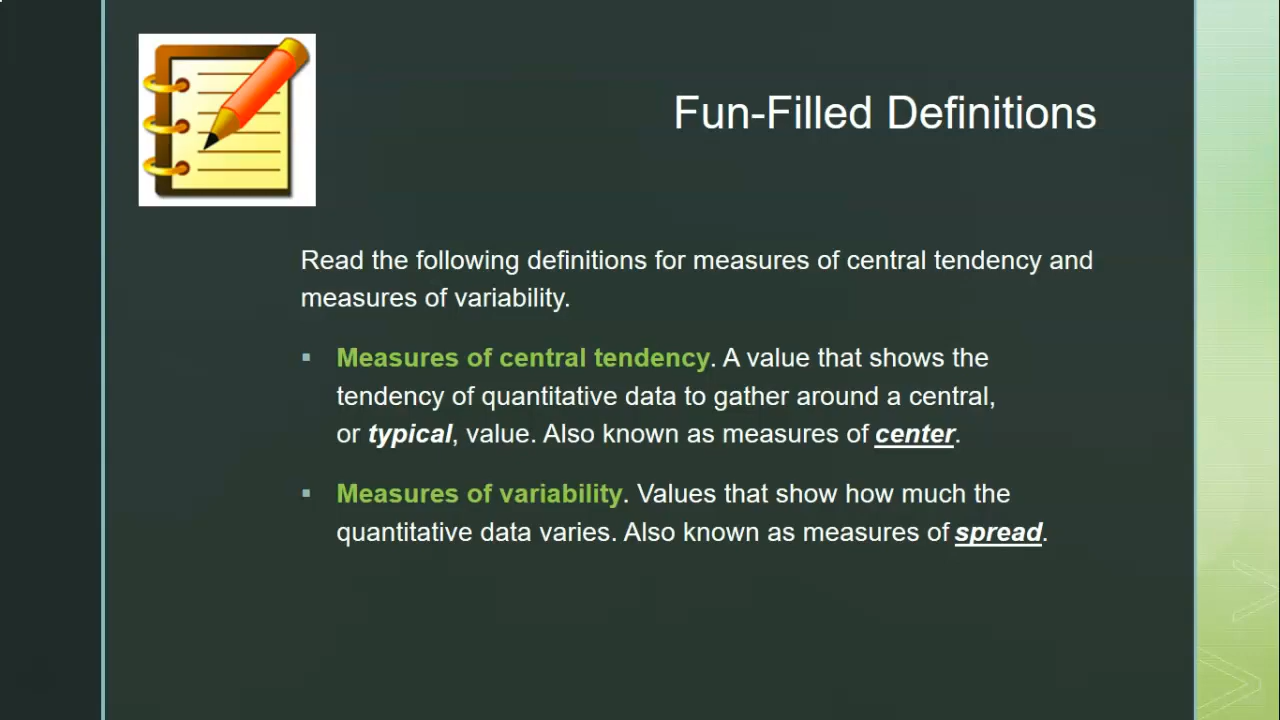 Fun-Filled Definitions
Read the following definitions for measures of central tendency and
measures of variability.
▪ Measures of central tendency. A value that shows the
tendency of quantitative data to gather around a central,
or typical, value. Also known as measures of center.
▪ Measures of variability. Values that show how much the
quantitative data varies. Also known as measures of spread.